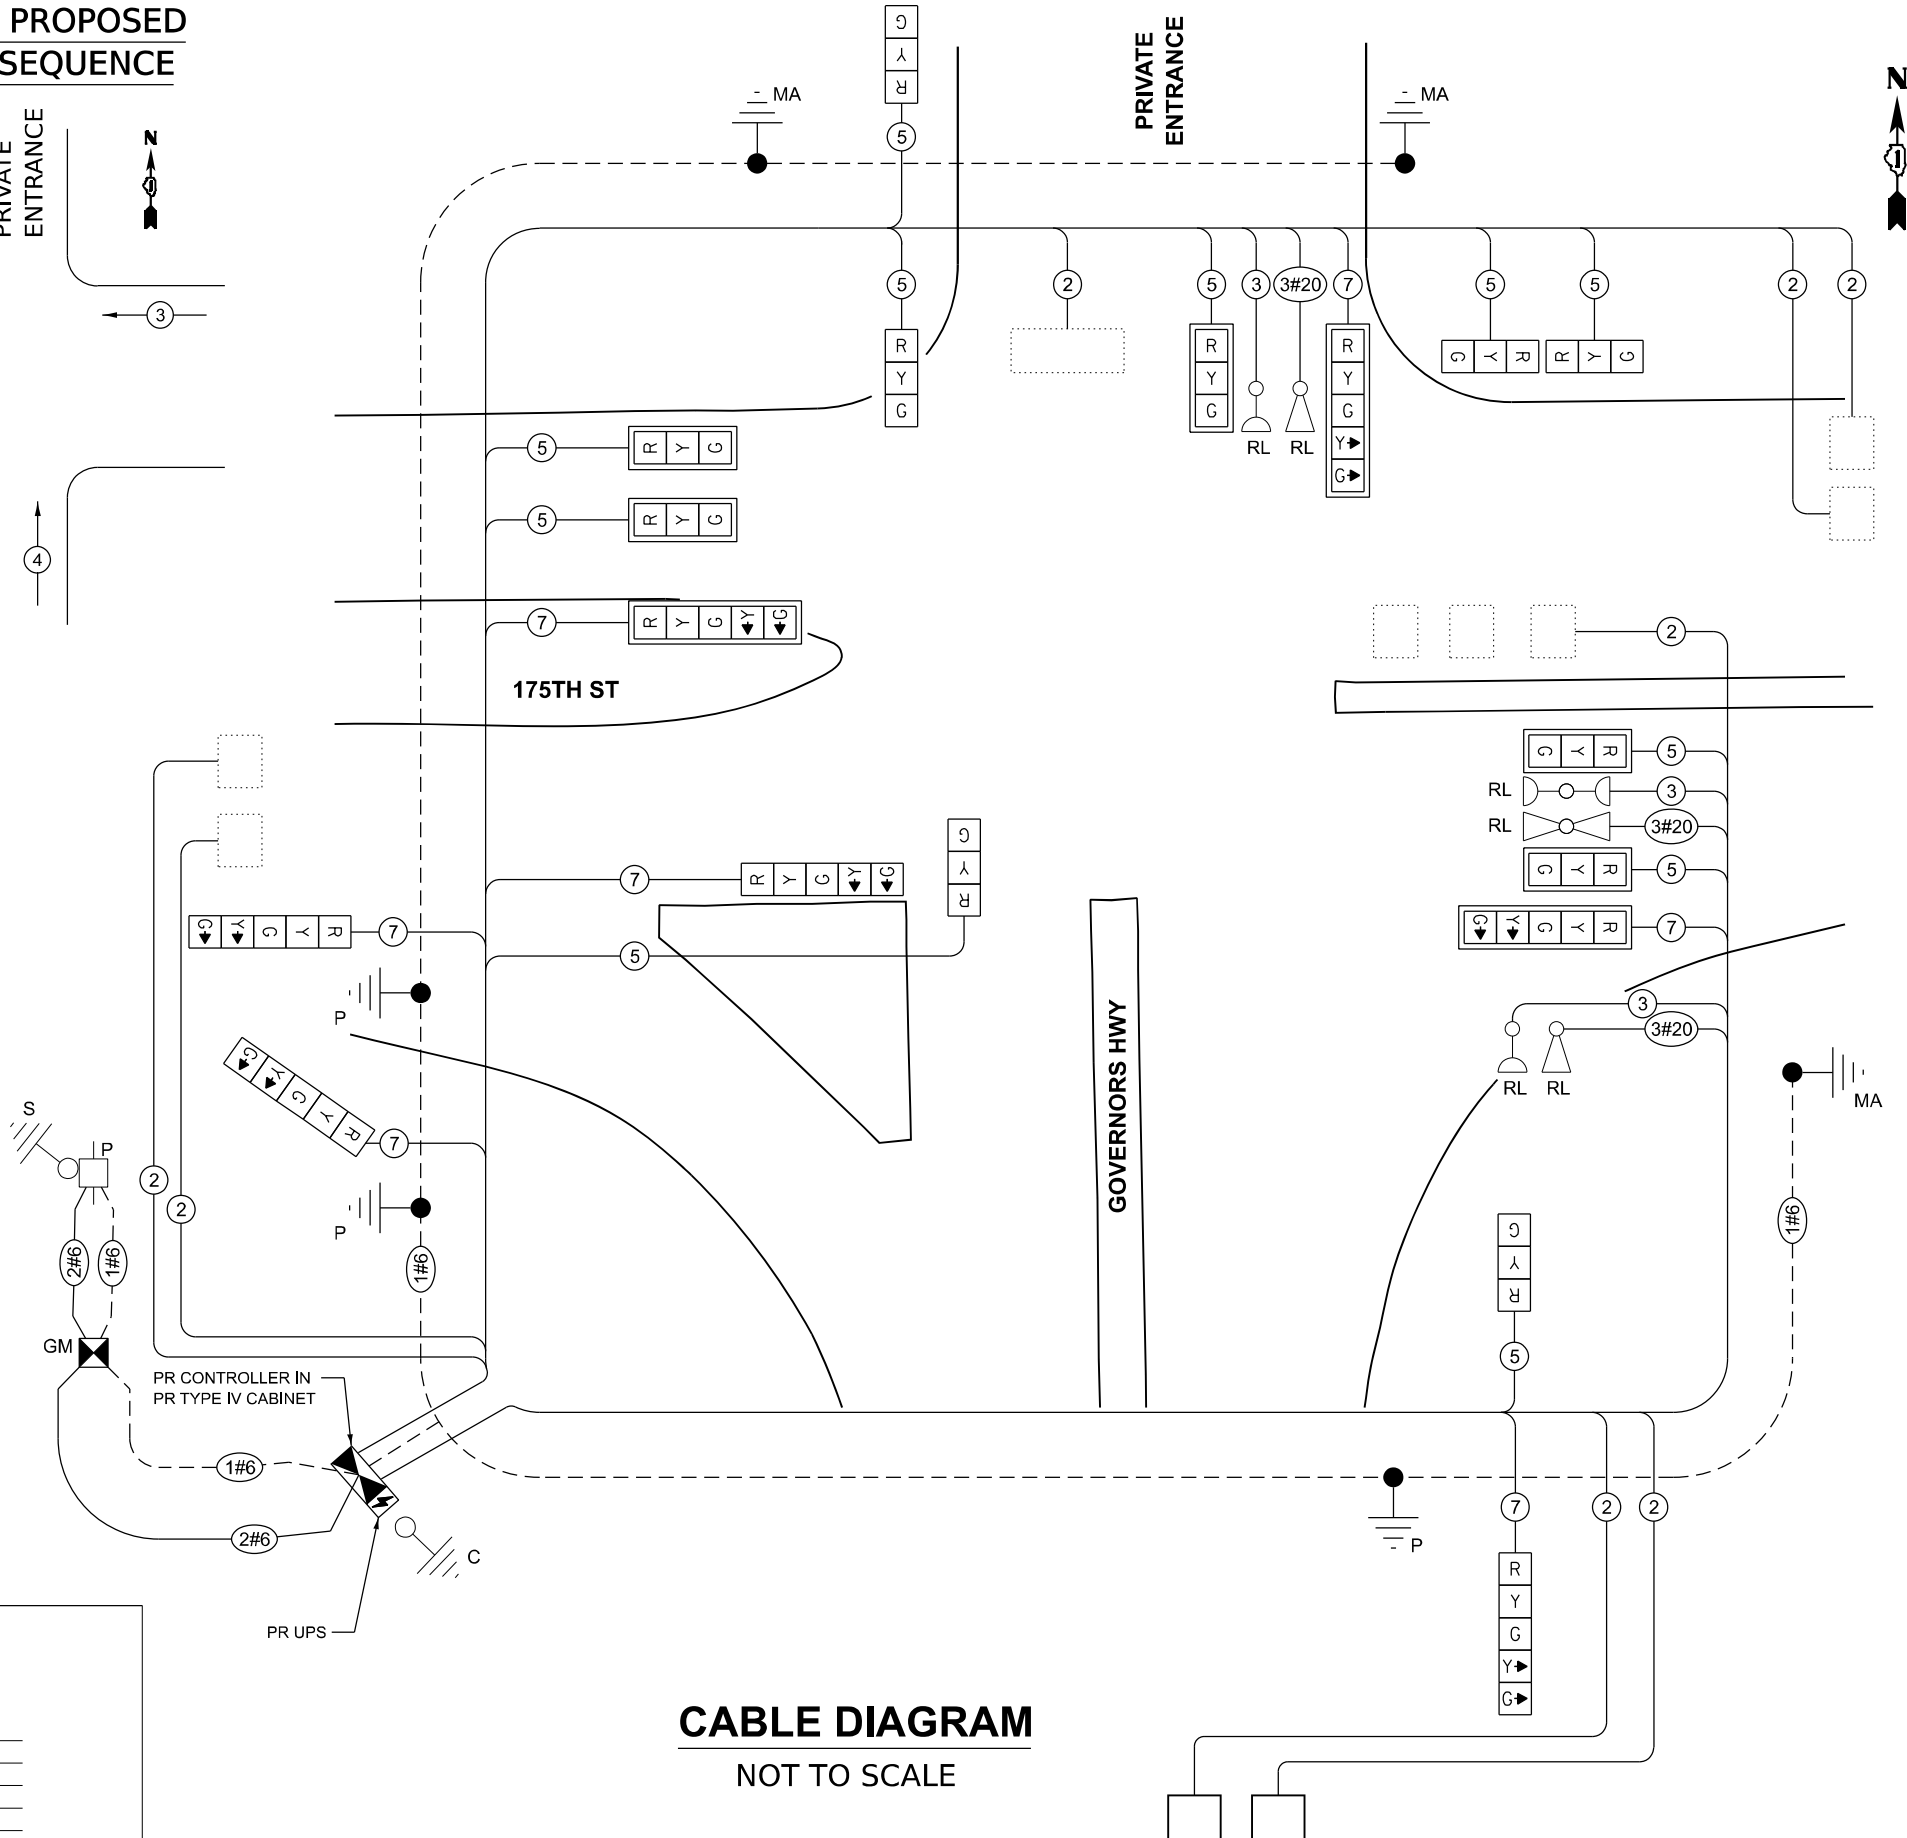 PROPOSED
SEQUENCE
PRIVATE
ENTRANCE
N
3
4
G
Y
R
5
MA
PRIVATE
ENTRANCE
MA
N
5
2
5
3
3#20
7
5
5
2
2
R
Y
G
R
Y
G
RL
RL
R
Y
G
Y
G
G Y R
R Y G
5
R Y G
5
R Y G
7
R Y G Y G
175TH ST
2
G Y R
5
RL
3
RL
3#20
G Y R
5
G Y G Y R
7
3
3#20
RL
RL
MA
1#6
7
R Y G Y G
G
Y
R
5
G Y G Y R
7
P
G Y G Y R
7
P
1#6
GOVERNORS HWY
S
P
2
2
2#6
1#6
GM
PR CONTROLLER IN
PR TYPE IV CABINET
1#6
2#6
C
PR UPS
G
Y
R
5
P
7
2
2
R
Y
G
Y
G
CABLE DIAGRAM
NOT TO SCALE